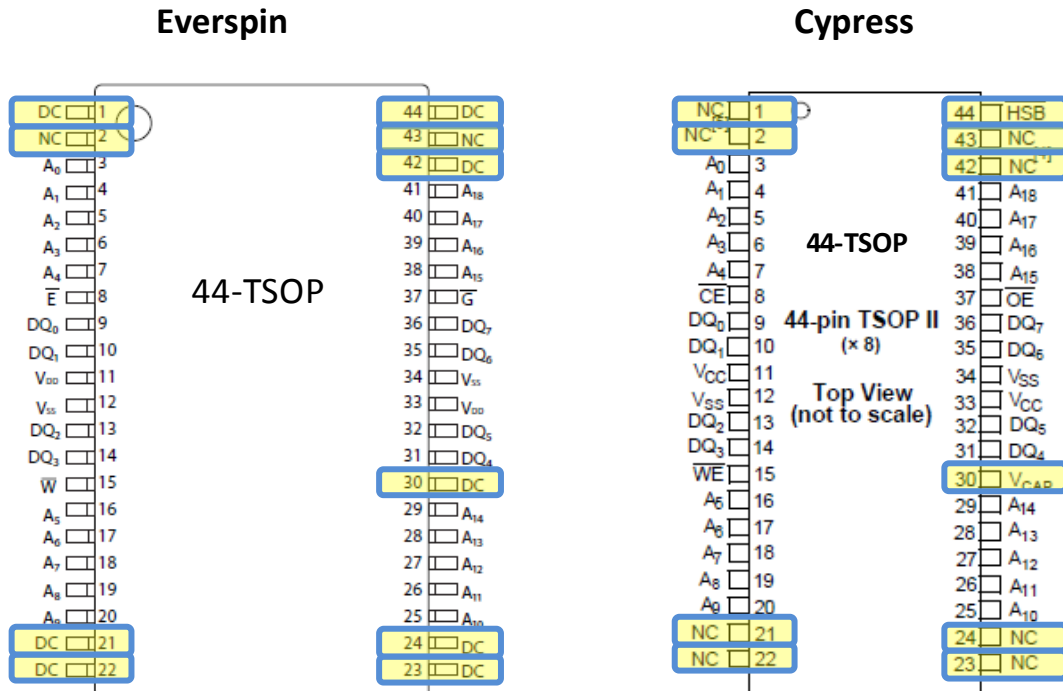 Everspin
DC 1
NC 2
A0 3
A1 4
A2 5
A3 6
A4 7
E 8
DQ0 9
DQ1 10
VDD 11
VSS 12
DQ2 13
DQ3 14
W 15
A5 16
A6 17
A7 18
A8 19
A9 20
DC 21
DC 22
44-TSOP
44 DC
43 NC
42 DC
41 A18
40 A17
39 A16
38 A15
37 G
36 DQ7
35 DQ6
34 VSS
33 VDD
32 DQ5
31 DQ4
30 DC
29 A14
28 A13
27 A12
26 A11
25 A10
24 DC
23 DC
Cypress
NC 1
NC 2
A0 3
A1 4
A2 5
A3 6
A4 7
CE 8
DQ0 9
DQ1 10
VCC 11
VSS 12
DQ2 13
DQ3 14
WE 15
A5 16
A6 17
A7 18
A8 19
A9 20
NC 21
NC 22
44-TSOP
44-pin TSOP II
(× 8)
Top View
(not to scale)
44 HSB
43 NC
42 NC
41 A18
40 A17
39 A16
38 A15
37 OE
36 DQ7
35 DQ6
34 VSS
33 VCC
32 DQ5
31 DQ4
30 VCAP
29 A14
28 A13
27 A12
26 A11
25 A10
24 NC
23 NC